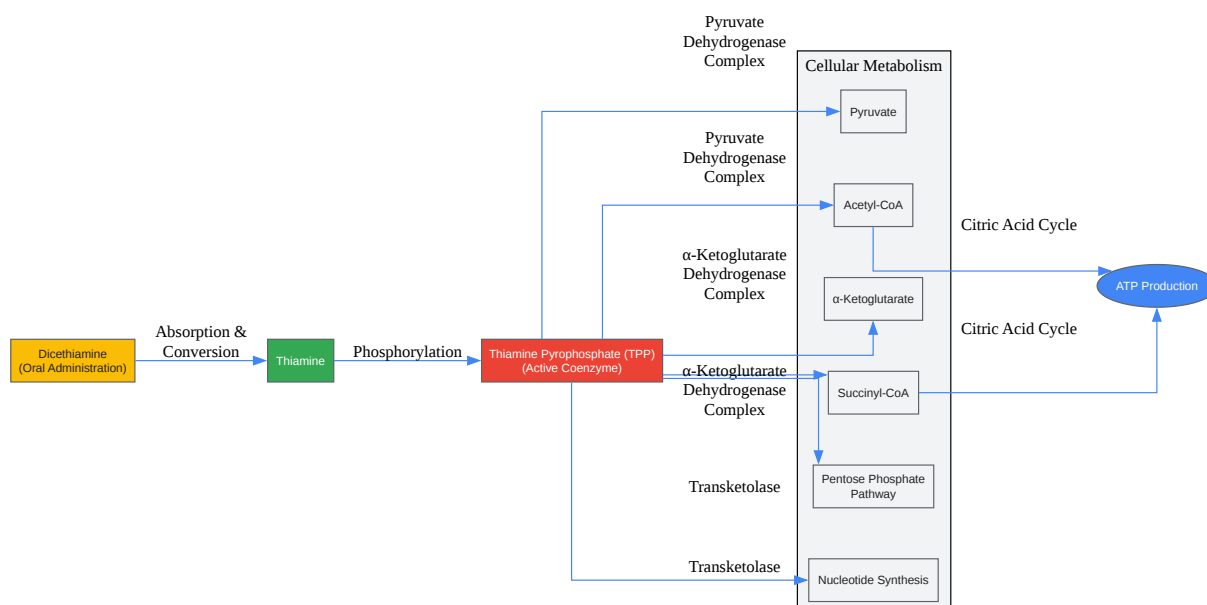 Pyruvate
Dehydrogenase
Complex
Cellular Metabolism
Pyruvate
Pyruvate
Dehydrogenase
Complex
Acetyl-CoA
Citric Acid Cycle
α-Ketoglutarate
Dehydrogenase
Complex
α-Ketoglutarate
ATP Production
Citric Acid Cycle
Dicethiamine
(Oral Administration)
Absorption &
Conversion
Thiamine
Phosphorylation
Thiamine Pyrophosphate (TPP)
(Active Coenzyme)
α-Ketoglutarate
Dehydrogenase
Complex
Succinyl-CoA
Transketolase
Pentose Phosphate
Pathway
Transketolase
Nucleotide Synthesis